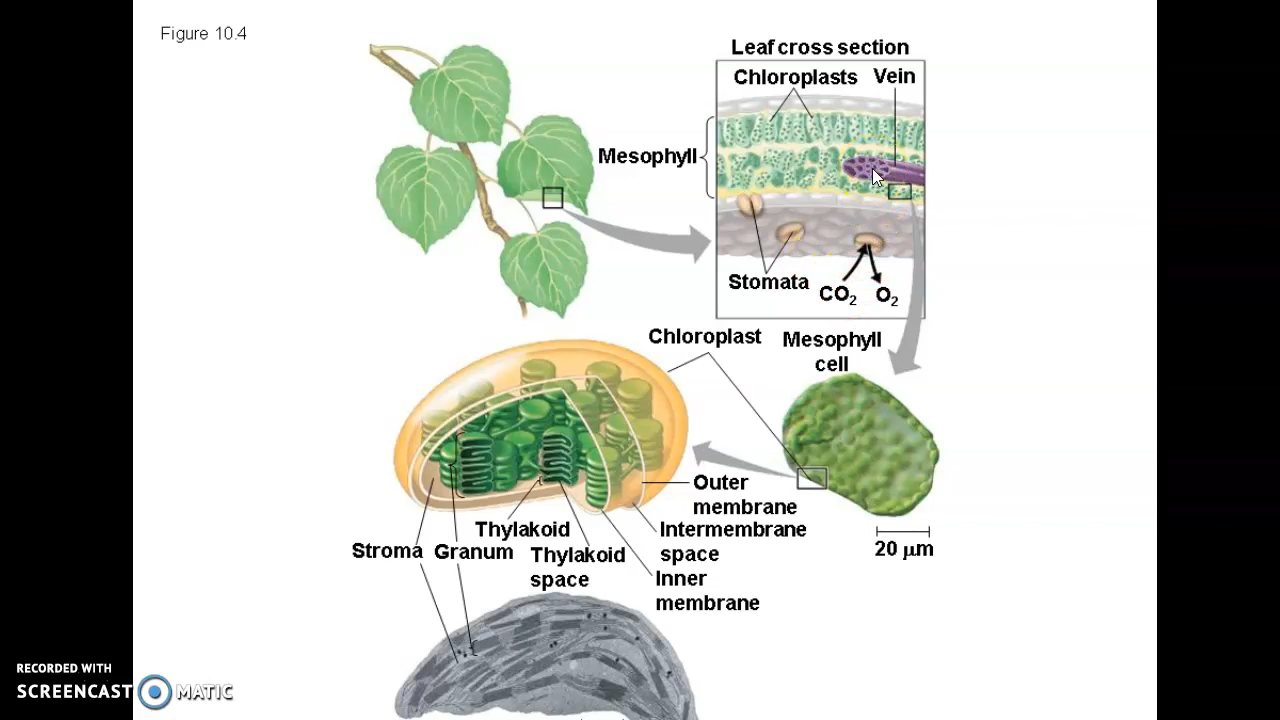 Figure 10.4
Leaf cross section
Chloroplasts
Vein
Mesophyll
Stomata
CO2
O2
Chloroplast
Mesophyll
cell
Outer
membrane
Intermembrane
space
Inner
membrane
Thylakoid
Thylakoid
space
Stroma
Granum
20 µm
RECORDED WITH
SCREENCAST MATIC